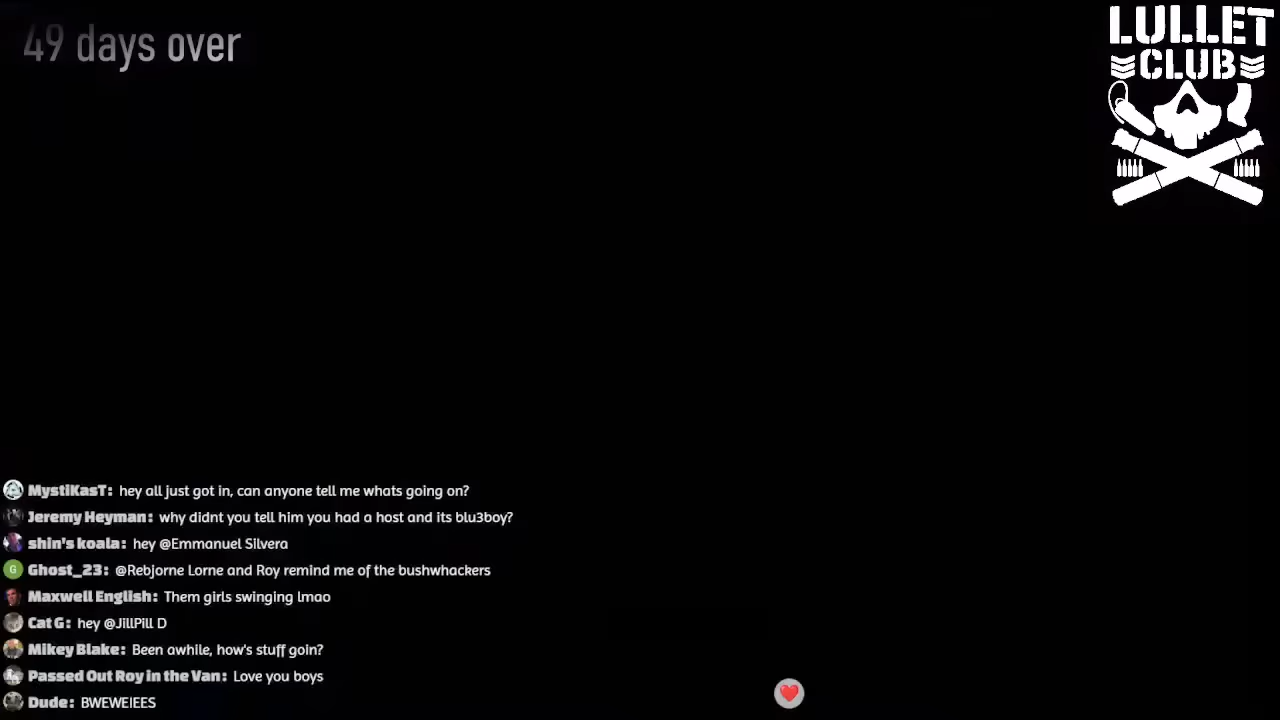 49 days over
LULLET
CLUB
MystiKasT: hey all just got in, can anyone tell me whats going on?
Jeremy Heyman: why didnt you tell him you had a host and its blu3boy?
shin's koala: hey @Emmanuel Silvera
G Ghost_23: @Rebjorne Lorne and Roy remind me of the bushwhackers
Maxwell English: Them girls swinging lmao
Cat G: hey @JillPill D
Mikey Blake: Been awhile, how's stuff goin?
Passed Out Roy in the Van: Love you boys
Dude: BWEWEIEES